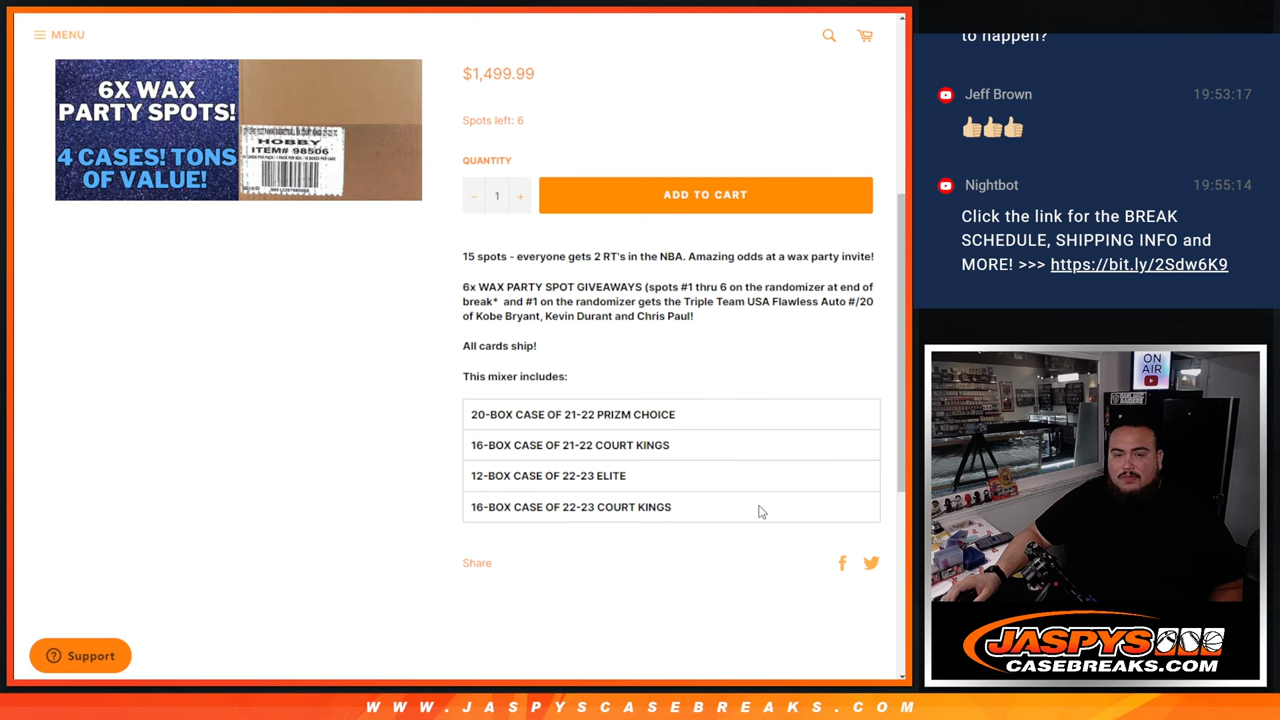 MENU
6X WAX
PARTY SPOTS!
4 CASES! TONS
OF VALUE!
HOBBY
ITEM# 98506
$1,499.99
Spots left: 6
QUANTITY
− 1 +
ADD TO CART
15 spots - everyone gets 2 RT's in the NBA. Amazing odds at a wax party invite!
6x WAX PARTY SPOT GIVEAWAYS (spots #1 thru 6 on the randomizer at end of
break* and #1 on the randomizer gets the Triple Team USA Flawless Auto #/20
of Kobe Bryant, Kevin Durant and Chris Paul!
All cards ship!
This mixer includes:
20-BOX CASE OF 21-22 PRIZM CHOICE
16-BOX CASE OF 21-22 COURT KINGS
12-BOX CASE OF 22-23 ELITE
16-BOX CASE OF 22-23 COURT KINGS
Share
Support
to happen?
Jeff Brown 19:53:17
Nightbot 19:55:14
Click the link for the BREAK
SCHEDULE, SHIPPING INFO and
MORE! >>> https://bit.ly/2Sdw6K9
ON
AIR
JASPYS
CASEBREAKS.COM
WWW.JASPYSCASEBREAKS.COM